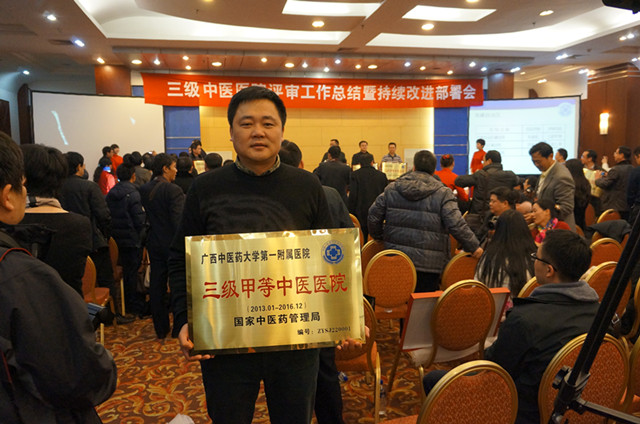 三级中医医院评审工作总结暨持续改进部署会
广西中医药大学第一附属医院
三级甲等中医医院
(2013.01-2016.12)
国家中医药管理局
编号: